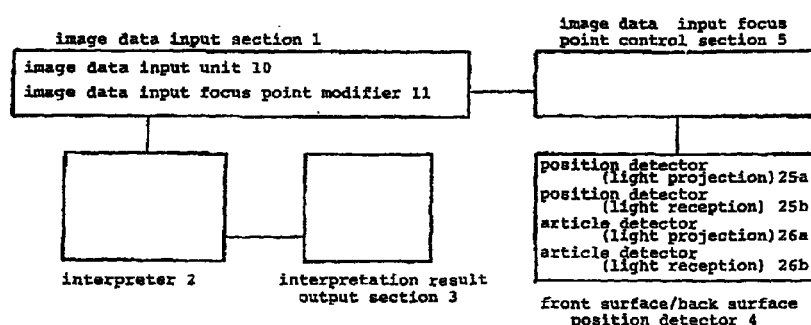 image data input section 1
image data input unit 10
image data input focus point modifier 11
image data input focus
point control section 5
interpreter 2
interpretation result
output section 3
position detector
(light projection) 25a
position detector
(light reception) 25b
article detector
(light projection) 26a
article detector
(light reception) 26b
front surface/back surface
position detector 4